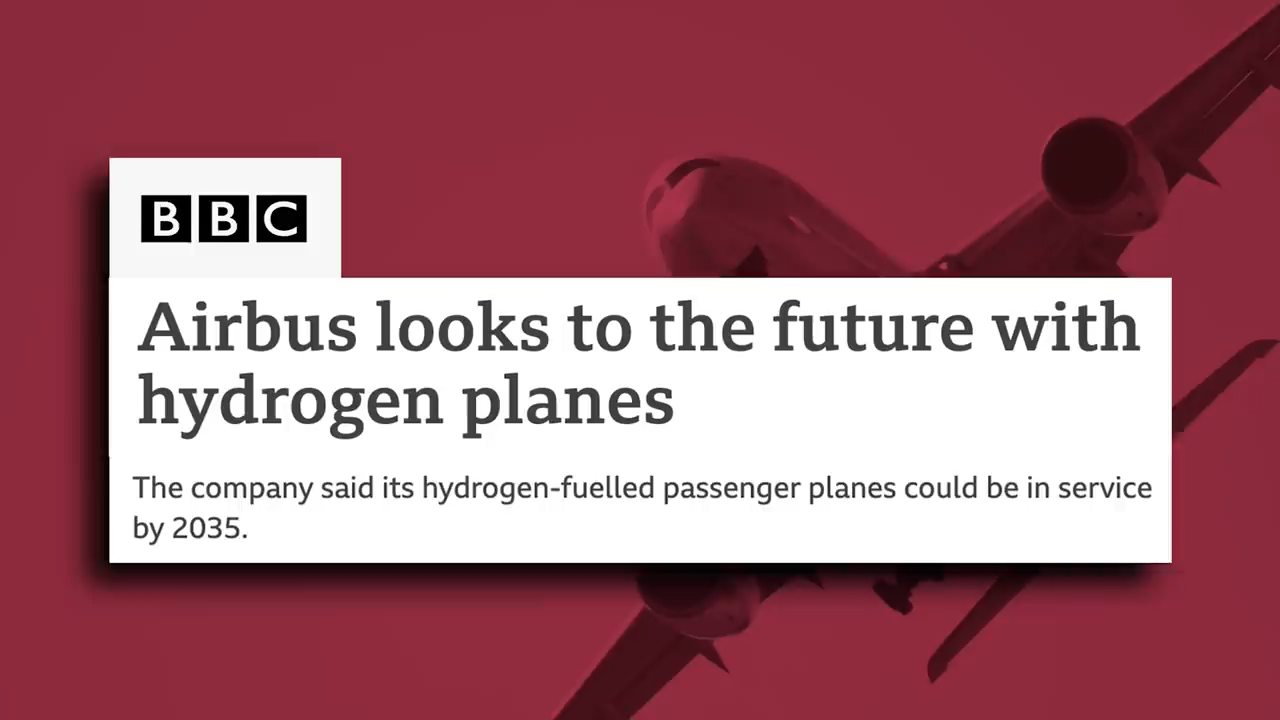 BBC
Airbus looks to the future with
hydrogen planes
The company said its hydrogen-fuelled passenger planes could be in service
by 2035.